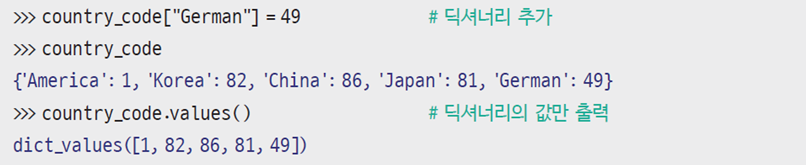 >>> country_code["German"] = 49 # 딕셔너리 추가
>>> country_code
{'America': 1, 'Korea': 82, 'China': 86, 'Japan': 81, 'German': 49}
>>> country_code.values() # 딕셔너리의 값만 출력
dict_values([1, 82, 86, 81, 49])